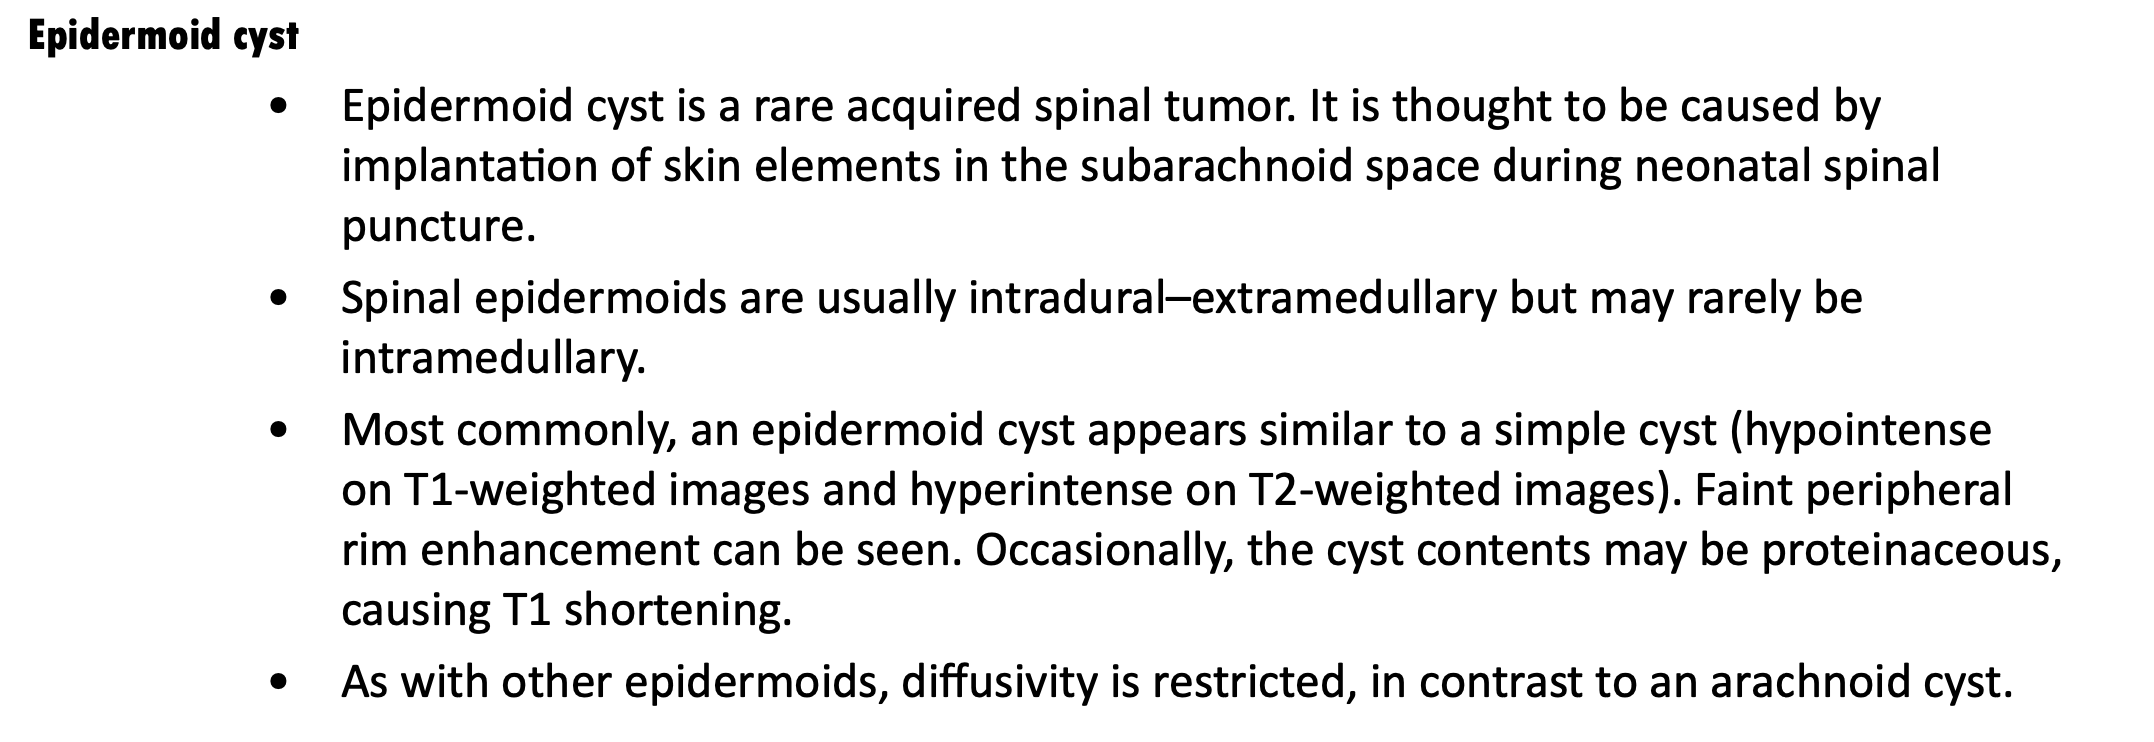 Epidermoid cyst
• Epidermoid cyst is a rare acquired spinal tumor. It is thought to be caused by
implantation of skin elements in the subarachnoid space during neonatal spinal
puncture.
• Spinal epidermoids are usually intradural–extramedullary but may rarely be
intramedullary.
• Most commonly, an epidermoid cyst appears similar to a simple cyst (hypointense
on T1-weighted images and hyperintense on T2-weighted images). Faint peripheral
rim enhancement can be seen. Occasionally, the cyst contents may be proteinaceous,
causing T1 shortening.
• As with other epidermoids, diffusivity is restricted, in contrast to an arachnoid cyst.